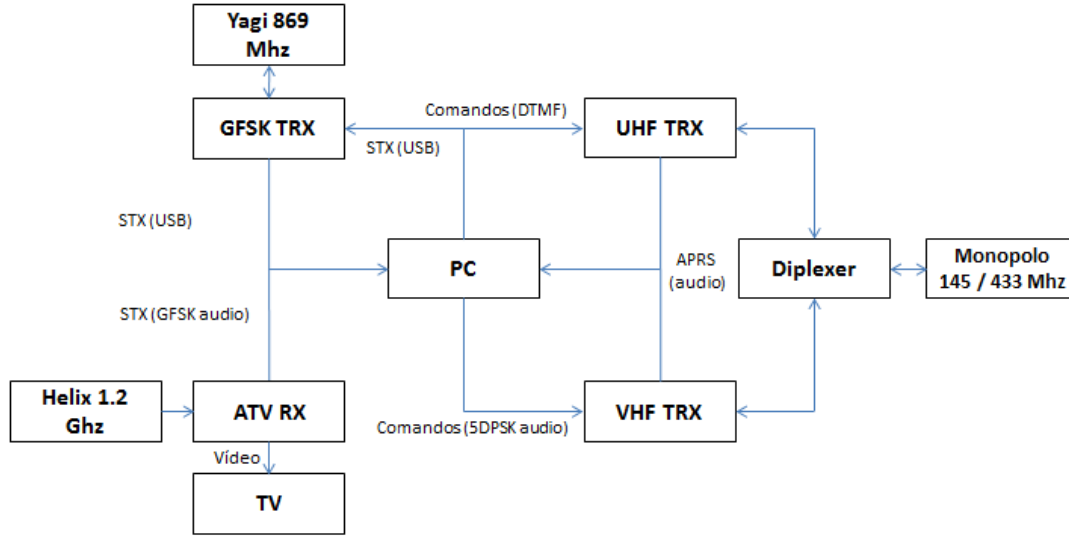 Yagi 869
Mhz
Comandos (DTMF)
GFSK TRX
UHF TRX
STX (USB)
STX (USB)
PC
APRS
(audio)
Diplexer
Monopolo
145 / 433 Mhz
STX (GFSK audio)
Helix 1.2
Ghz
ATV RX
VHF TRX
Comandos (5DPSK audio)
Vídeo
TV